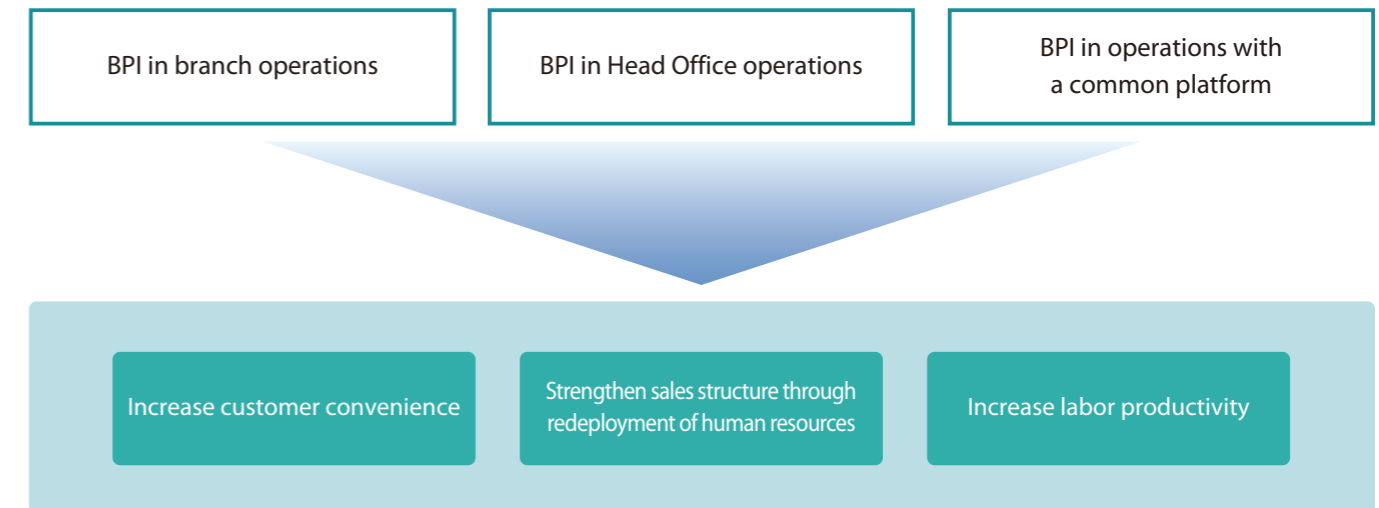 BPI in branch operations
BPI in Head Office operations
BPI in operations with
a common platform
Increase customer convenience
Strengthen sales structure through
redeployment of human resources
Increase labor productivity